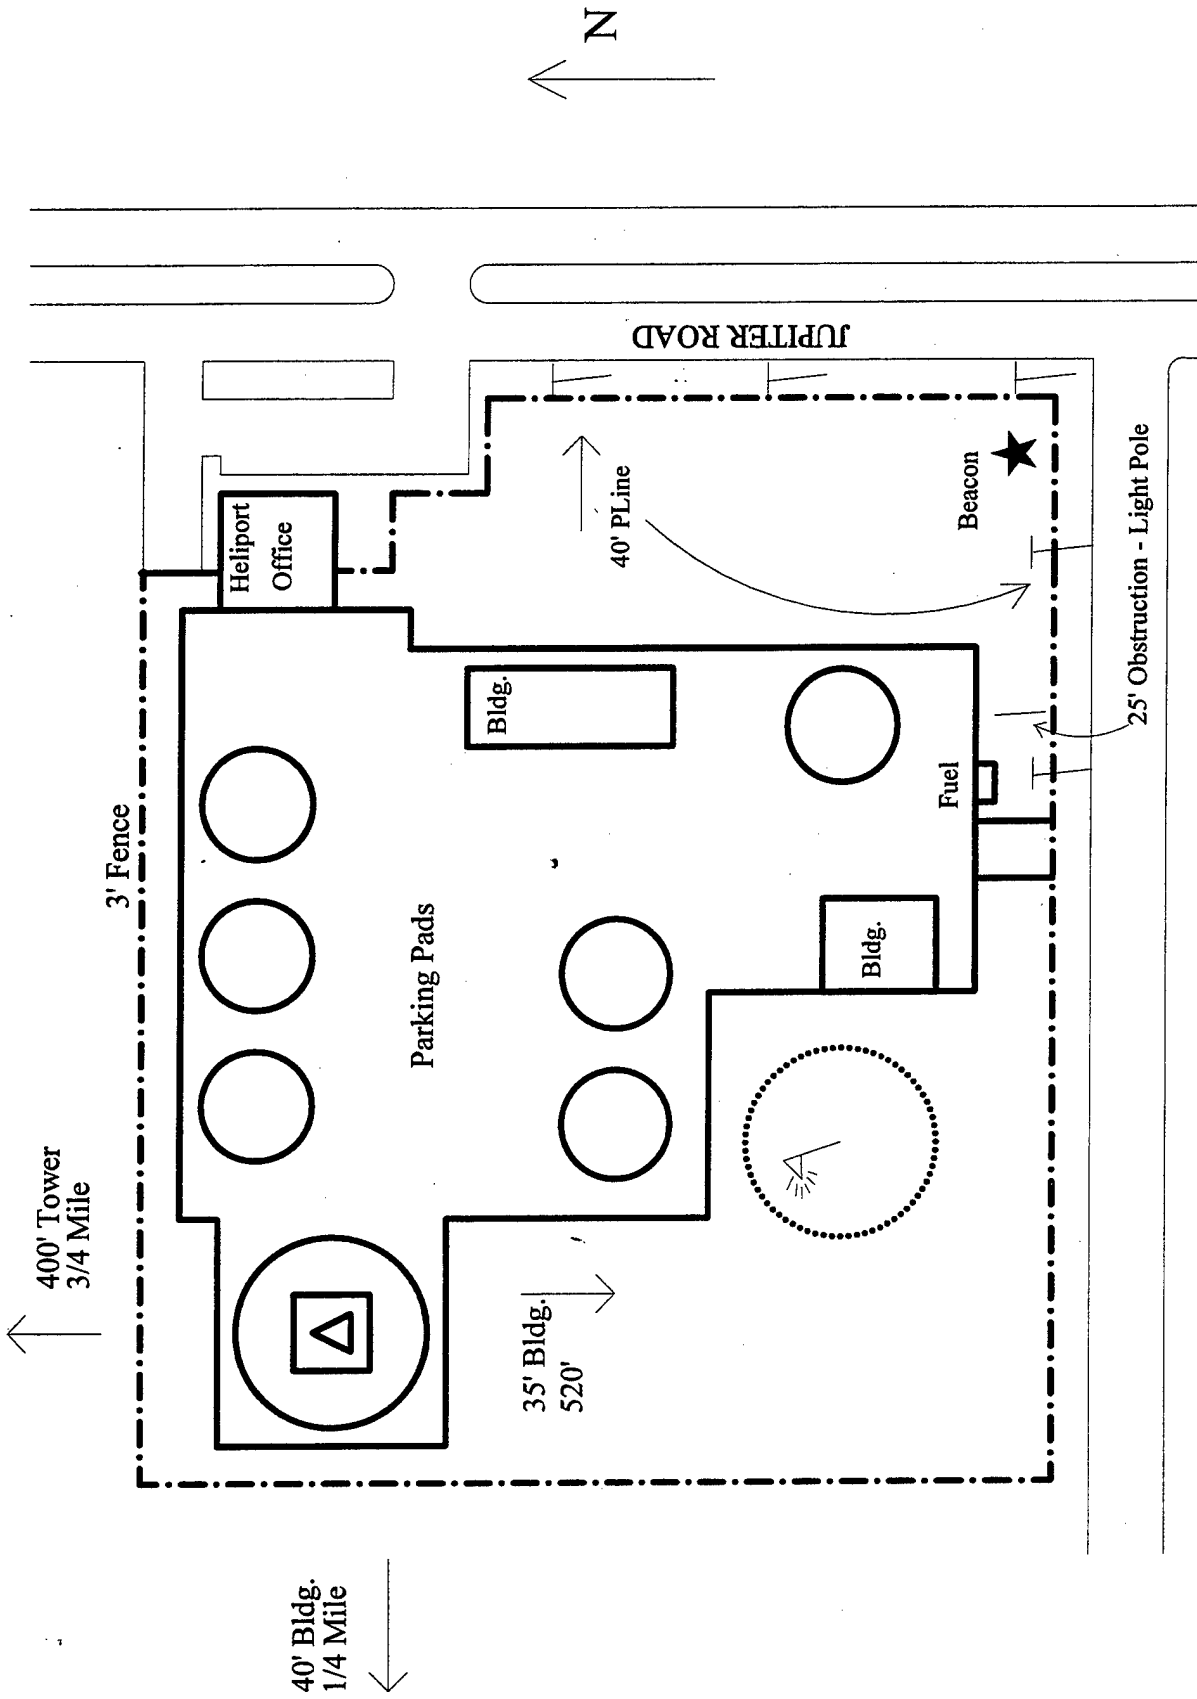 N
JUPITER ROAD
3' Fence
400' Tower
3/4 Mile
Heliport
Office
40' PLine
Beacon
25' Obstruction - Light Pole
Bldg.
Fuel
Parking Pads
Bldg.
35' Bldg.
520'
40' Bldg.
1/4 Mile